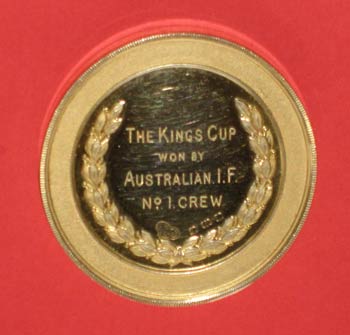 THE KINGS CUP
WON BY
AUSTRALIAN.I.F.
No 1. CREW